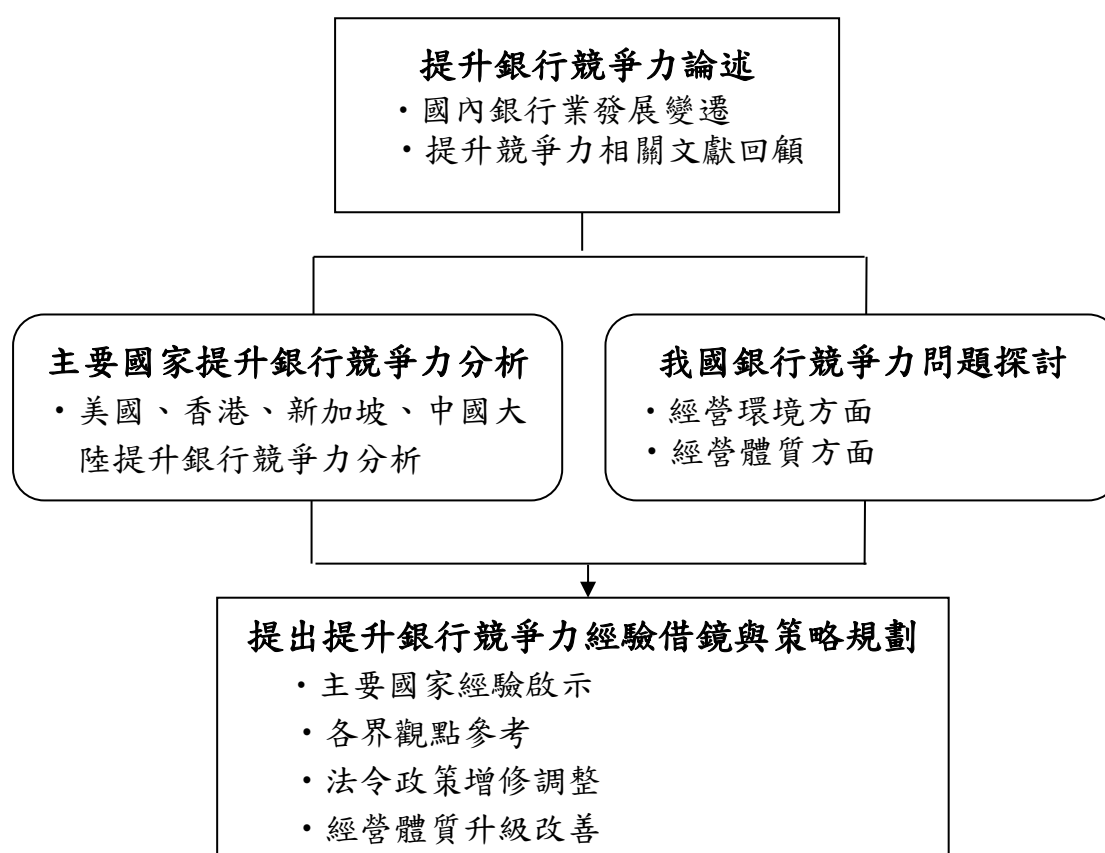 提升銀行競爭力論述
・國內銀行業發展變遷
・提升競爭力相關文獻回顧
主要國家提升銀行競爭力分析
・美國、香港、新加坡、中國大
陸提升銀行競爭力分析
我國銀行競爭力問題探討
・經營環境方面
・經營體質方面
提出提升銀行競爭力經驗借鏡與策略規劃
・主要國家經驗啟示
・各界觀點參考
・法令政策增修調整
・經營體質升級改善